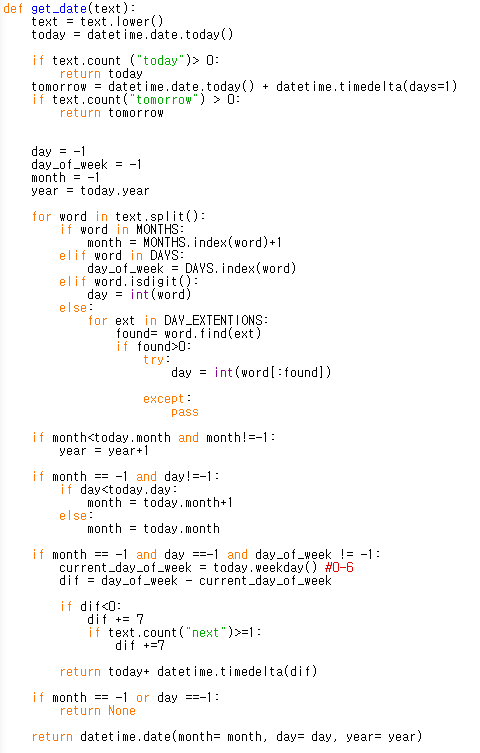 def get_date(text):
    text = text.lower()
    today = datetime.date.today()

    if text.count ("today")> 0:
        return today
    tomorrow = datetime.date.today() + datetime.timedelta(days=1)
    if text.count("tomorrow") > 0:
        return tomorrow


    day = -1
    day_of_week = -1
    month = -1
    year = today.year

    for word in text.split():
        if word in MONTHS:
            month = MONTHS.index(word)+1
        elif word in DAYS:
            day_of_week = DAYS.index(word)
        elif word.isdigit():
            day = int(word)
        else:
            for ext in DAY_EXTENTIONS:
                found= word.find(ext)
                if found>0:
                    try:
                        day = int(word[:found])

                    except:
                        pass

    if month<today.month and month!=-1:
        year = year+1

    if month == -1 and day!=-1:
        if day<today.day:
            month = today.month+1
        else:
            month = today.month

    if month == -1 and day ==-1 and day_of_week != -1:
        current_day_of_week = today.weekday() #0-6
        dif = day_of_week - current_day_of_week

        if dif<0:
            dif += 7
            if text.count("next")>=1:
                dif +=7

        return today+ datetime.timedelta(dif)

    if month == -1 or day ==-1:
        return None

    return datetime.date(month= month, day= day, year= year)